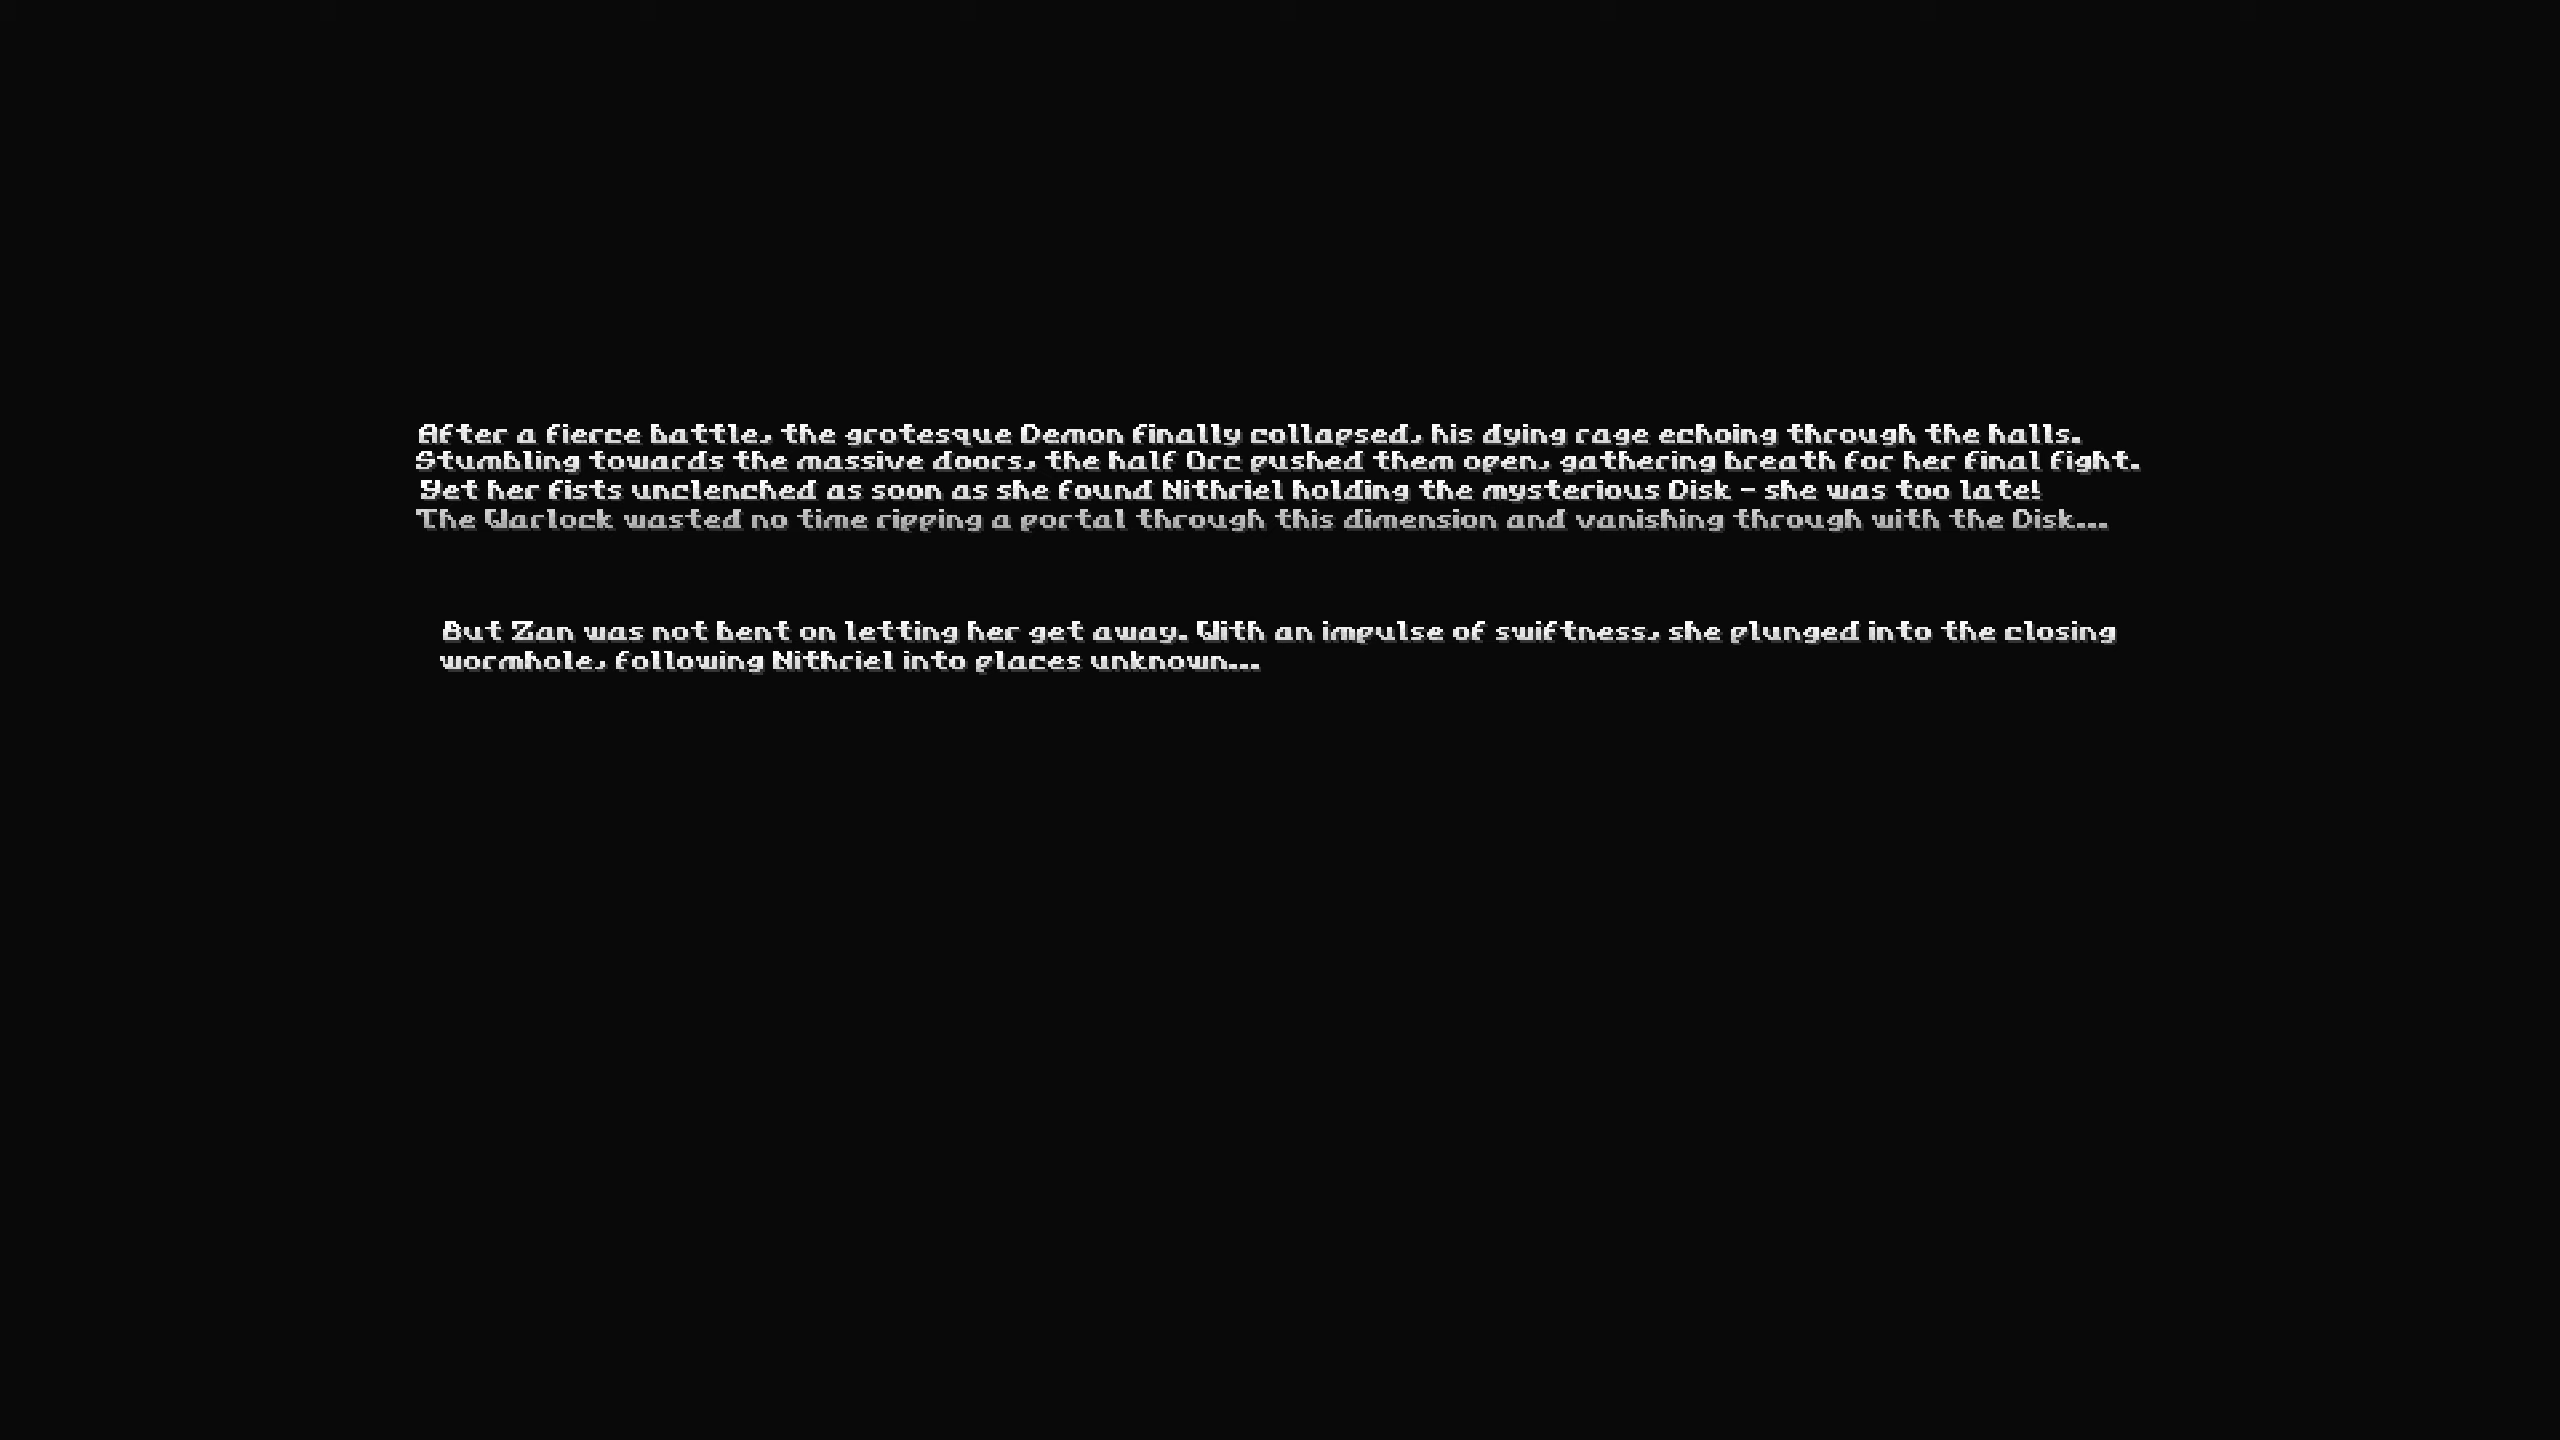 After a fierce battle, the grotesque Demon finally collapsed, his dying rage echoing through the halls.
Stumbling towards the massive doors, the half Orc pushed them open, gathering breath for her final fight.
Yet her fists unclenched as soon as she found Nithriel holding the mysterious Disk - she was too late!
The Warlock wasted no time ripping a portal through this dimension and vanishing through with the Disk...
But Zan was not bent on letting her get away. With an impulse of swiftness, she plunged into the closing
wormhole, following Nithriel into places unknown...